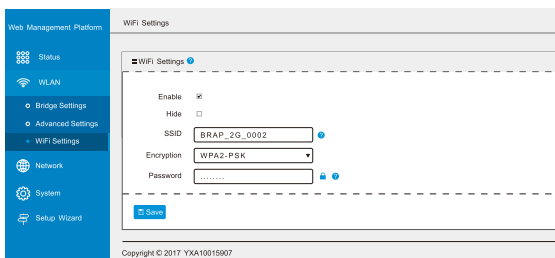 Web Management Platform
Status
WLAN
Bridge Settings
Advanced Settings
WiFi Settings
Network
System
Setup Wizard
WiFi Settings
WiFi Settings
Enable
Hide
SSID BRAP_2G_0002
Encryption WPA2-PSK
Password ........
Save
Copyright © 2017 YXA10015907